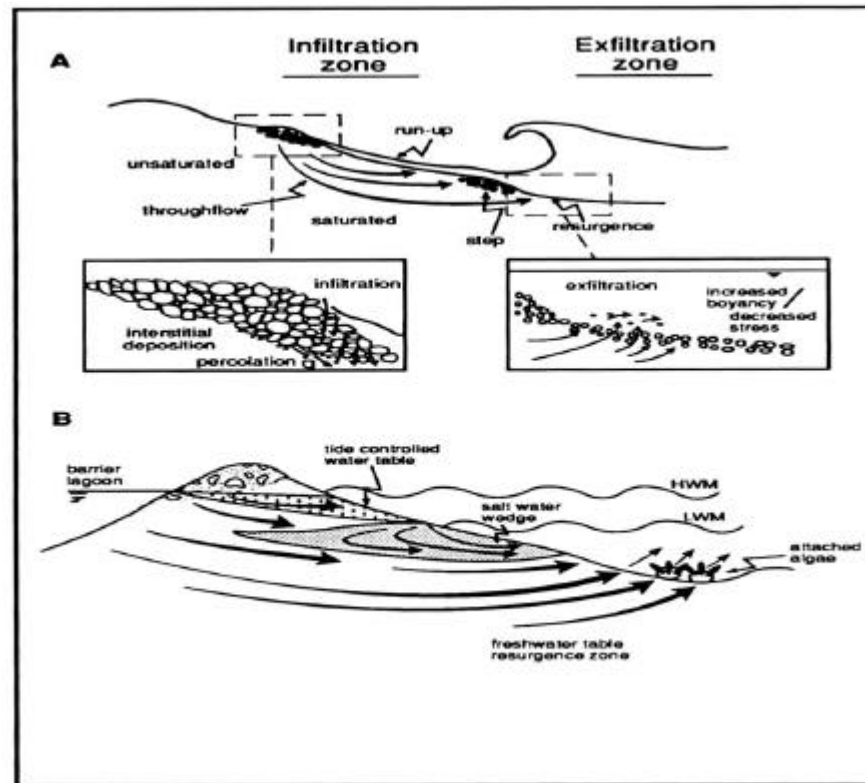 A
Infiltration
zone
Exfiltration
zone
run-up
unsaturated
throughflow
saturated
step
resurgence
infiltration
interstitial
deposition
percolation
exfiltration
increased
boyancy /
decreased
stress
B
tide controlled
water table
barrier
lagoon
HWM
salt water
wedge
LWM
attached
algae
freshwater table
resurgence zone